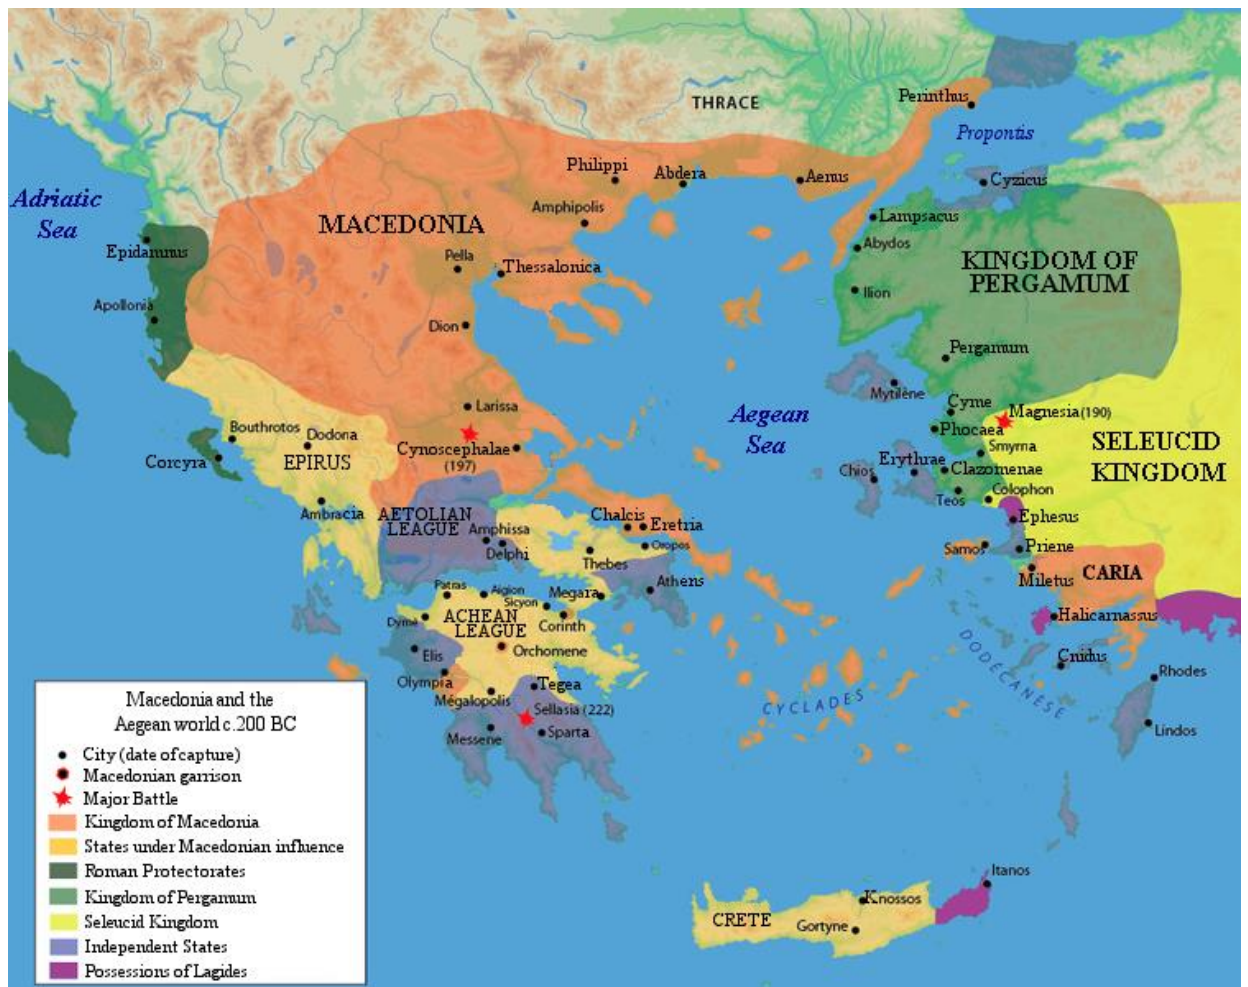 THRACE
Perinthus
Propontis
Adriatic
Sea
Philippi
Abdera
Aenus
Cyzicus
MACEDONIA
Amphipolis
Lampsacus
Epidamnus
Abydos
Pella
Thessalonica
KINGDOM OF
PERGAMUM
Apollonia
Ilion
Dion
Pergamum
Mytilène
Larissa
Cyme
Magnesia (190)
Aegean
Sea
Bouthrotos
Dodona
Cynoscephalae
(197)
Phocaea
Smyrna
SELEUCID
KINGDOM
Corcyra
EPIRUS
Chios
Erythrae
Clazomenae
Teos
Colophon
Ambracia
AETOLIAN
LEAGUE
Amphissa
Delphi
Chalcis
Eretria
Oropos
Thebes
Ephesus
Samos
Priene
Miletus
CARIA
Patras
Aigion
Sicyon
Megara
Athens
Dymé
ACHEAN
LEAGUE
Corinth
Halicarnassus
Elis
Orchomene
DODECANÈSE
Cnidus
Rhodes
Olympia
Mégalopolis
Tegea
CYCLADES
Sellasia (222)
Messene
Sparta
Lindos
Itanos
Knossos
CRETE
Gortyne
Macedonia and the
Aegean world c.200 BC
City (date of capture)
Macedonian garrison
Major Battle
Kingdom of Macedonia
States under Macedonian influence
Roman Protectorates
Kingdom of Pergamum
Seleucid Kingdom
Independent States
Possessions of Lagides